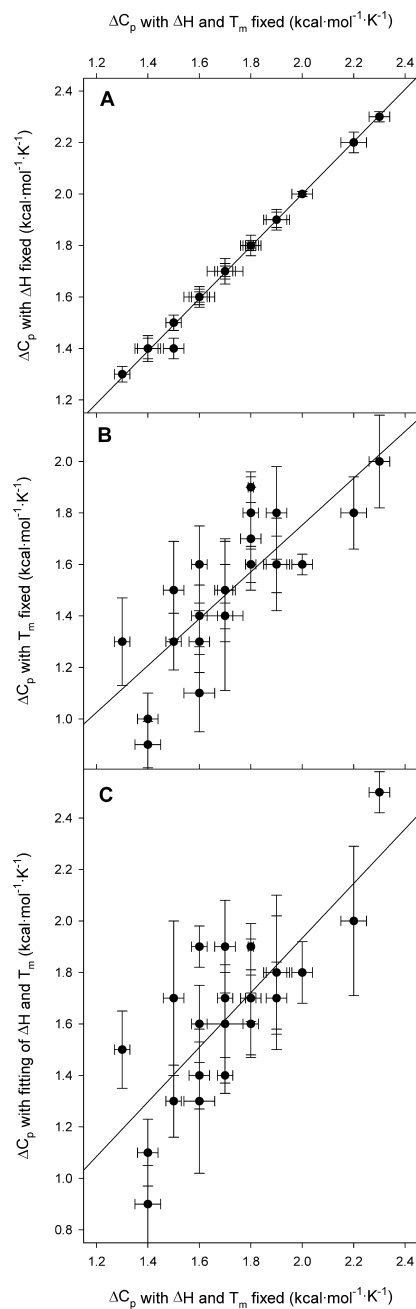 ΔCp with ΔH and Tm fixed (kcal·mol-1·K-1)
1.2 1.4 1.6 1.8 2.0 2.2 2.4
A
ΔCp with ΔH fixed (kcal·mol-1·K-1)
2.4
2.2
2.0
1.8
1.6
1.4
1.2
B
ΔCp with Tm fixed (kcal·mol-1·K-1)
2.0
1.8
1.6
1.4
1.2
1.0
C
ΔCp with fitting of ΔH and Tm (kcal·mol-1·K-1)
2.4
2.2
2.0
1.8
1.6
1.4
1.2
1.0
0.8
1.2 1.4 1.6 1.8 2.0 2.2 2.4
ΔCp with ΔH and Tm fixed (kcal·mol-1·K-1)